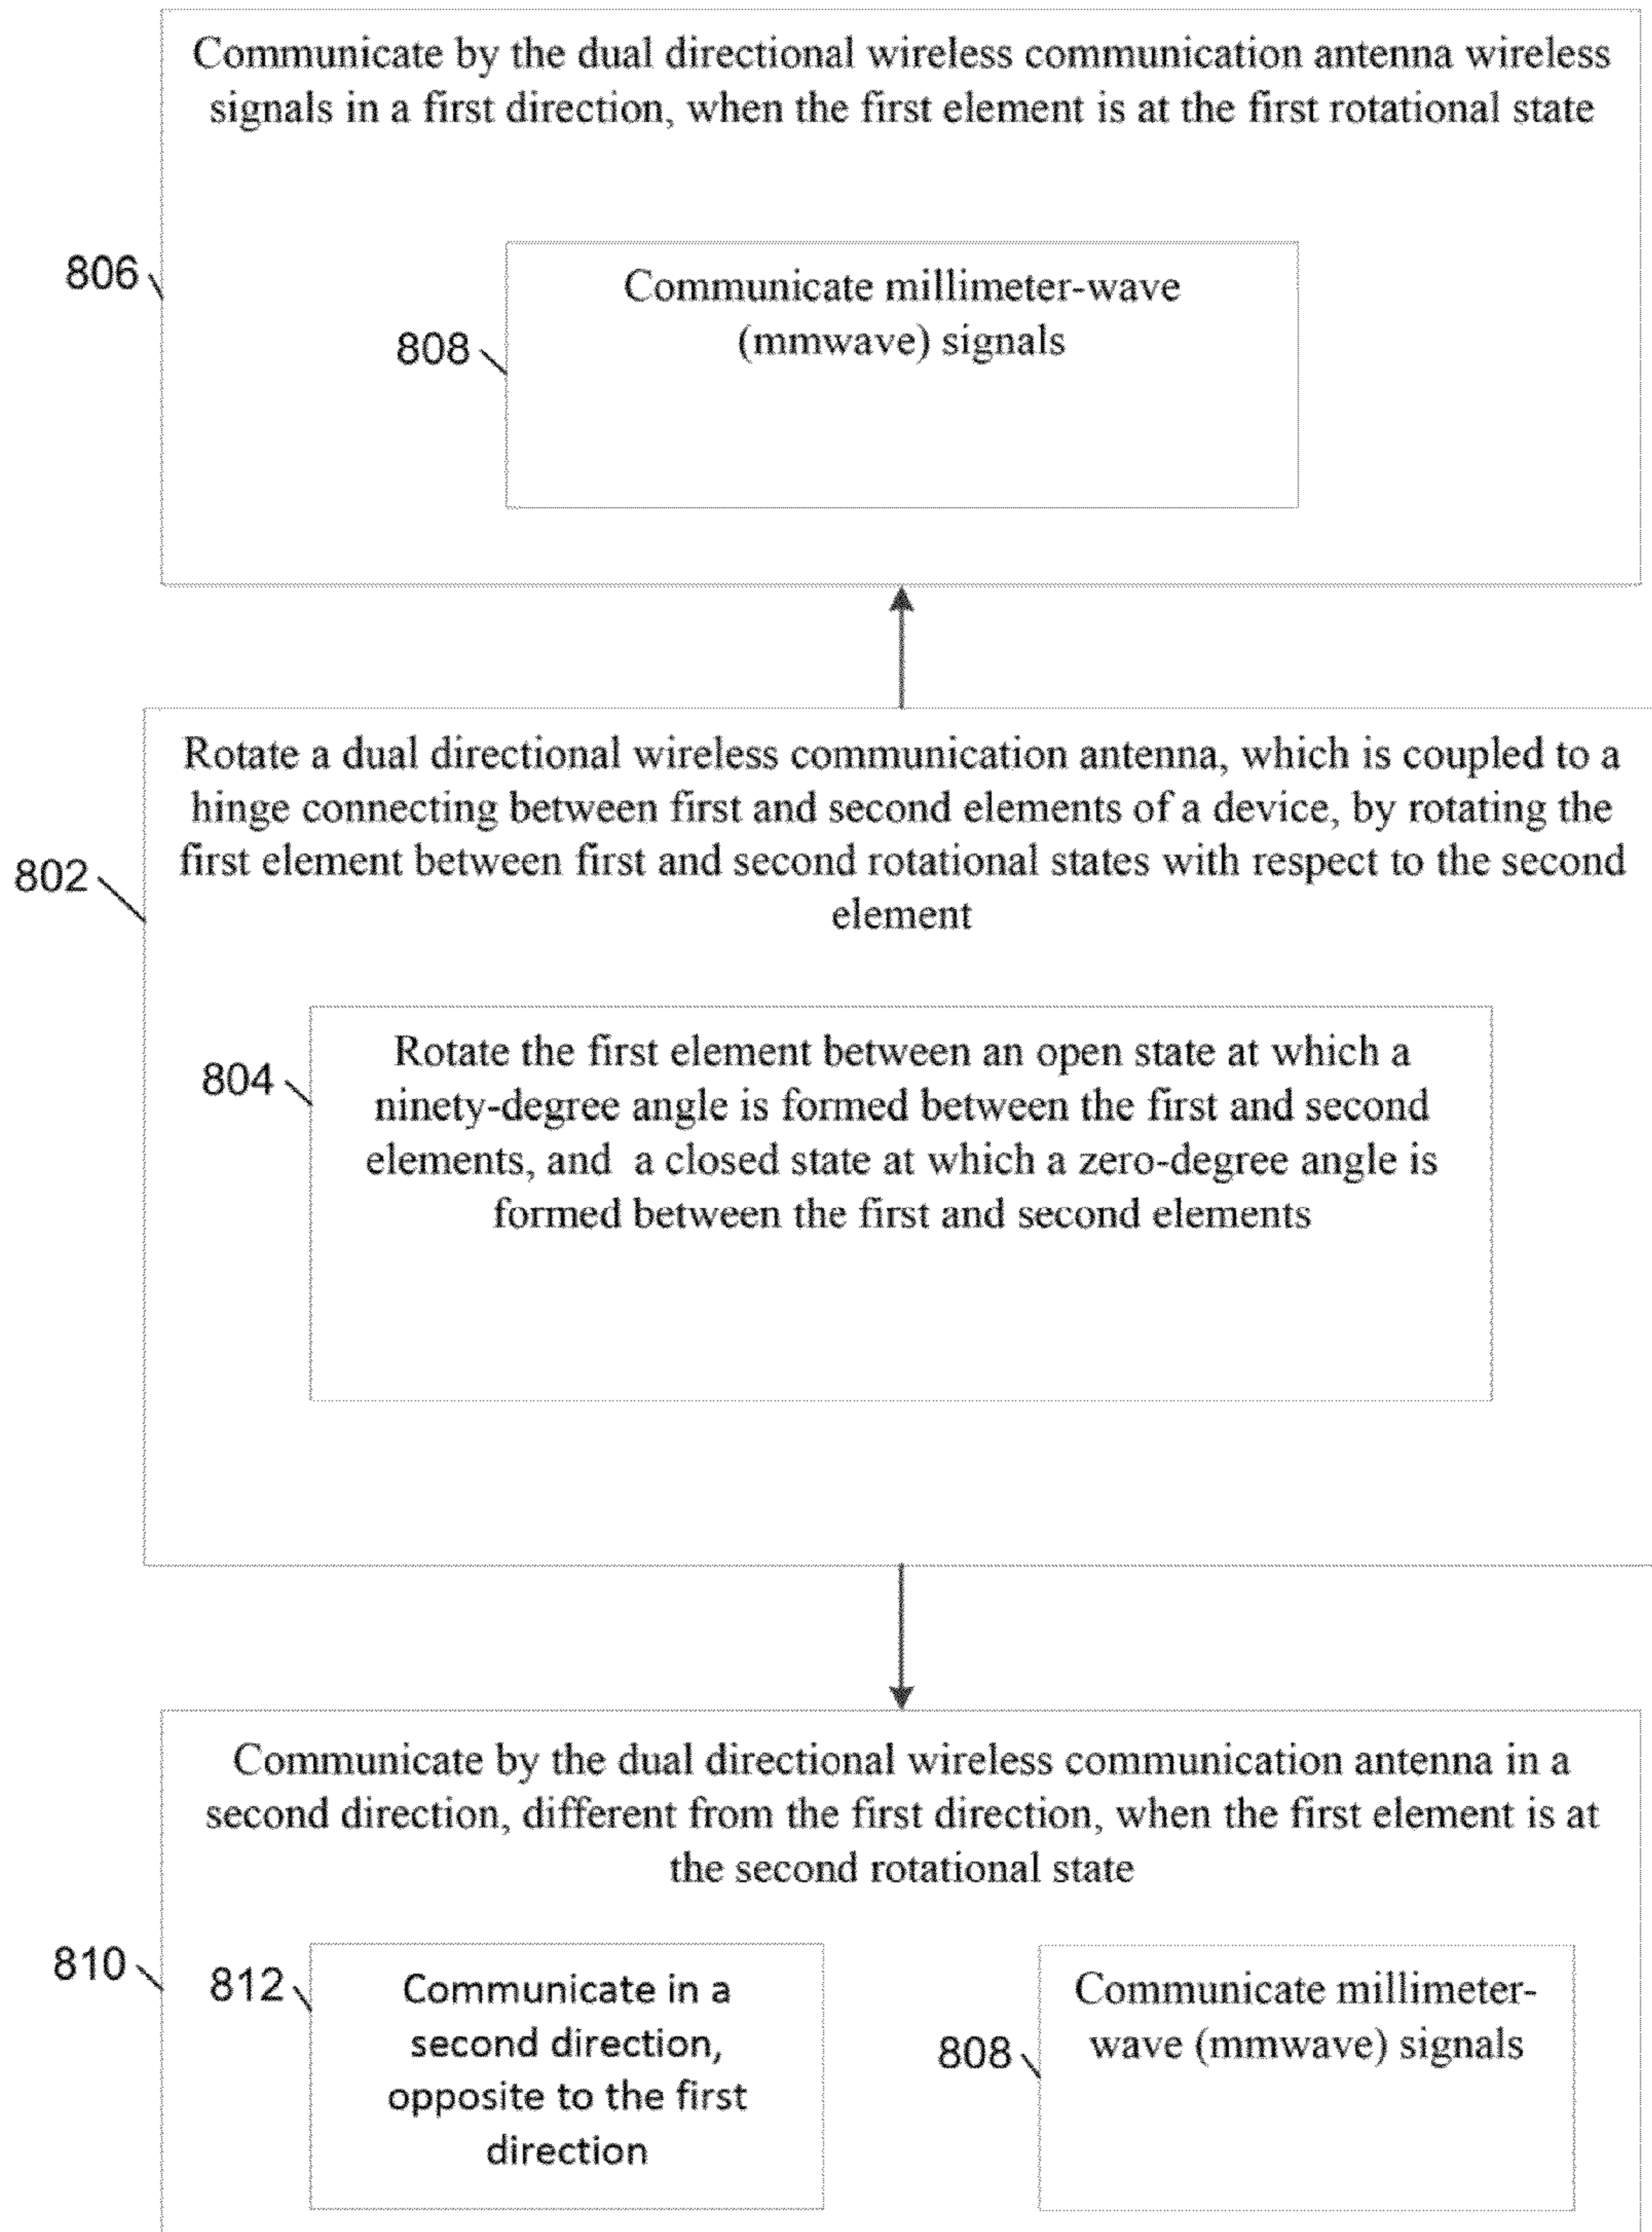 Communicate by the dual directional wireless communication antenna wireless
signals in a first direction, when the first element is at the first rotational state
806
Communicate millimeter-wave
(mmwave) signals
808
Rotate a dual directional wireless communication antenna, which is coupled to a
hinge connecting between first and second elements of a device, by rotating the
first element between first and second rotational states with respect to the second
element
802
Rotate the first element between an open state at which a
ninety-degree angle is formed between the first and second
elements, and a closed state at which a zero-degree angle is
formed between the first and second elements
804
Communicate by the dual directional wireless communication antenna in a
second direction, different from the first direction, when the first element is at
the second rotational state
810
812
Communicate in a
second direction,
opposite to the first
direction
808
Communicate millimeter-
wave (mmwave) signals